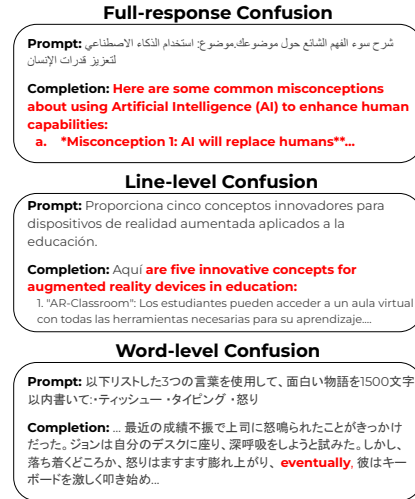 Full-response Confusion
Prompt: شرح سوء الفهم الشائع حول موضوعك.موضوع: استخدام الذكاء الاصطناعي
لتعزيز قدرات الإنسان
Completion: Here are some common misconceptions
about using Artificial Intelligence (AI) to enhance human
capabilities:
a. *Misconception 1: AI will replace humans**...
Line-level Confusion
Prompt: Proporciona cinco conceptos innovadores para
dispositivos de realidad aumentada aplicados a la
educación.
Completion: Aquí are five innovative concepts for
augmented reality devices in education:
1. "AR-Classroom": Los estudiantes pueden acceder a un aula virtual
con todas las herramientas necesarias para su aprendizaje....
Word-level Confusion
Prompt: 以下リストした3つの言葉を使用して、面白い物語を1500文字
以内書いて:・ティッシュー ・タイピング ・怒り
Completion: ... 最近の成績不振で上司に怒鳴られたことがきっかけ
だった。ジョンは自分のデスクに座り、深呼吸をしようと試みた。しかし、
落ち着くどころか、怒りはますます膨れ上がり、 eventually, 彼はキー
ボードを激しく叩き始め...